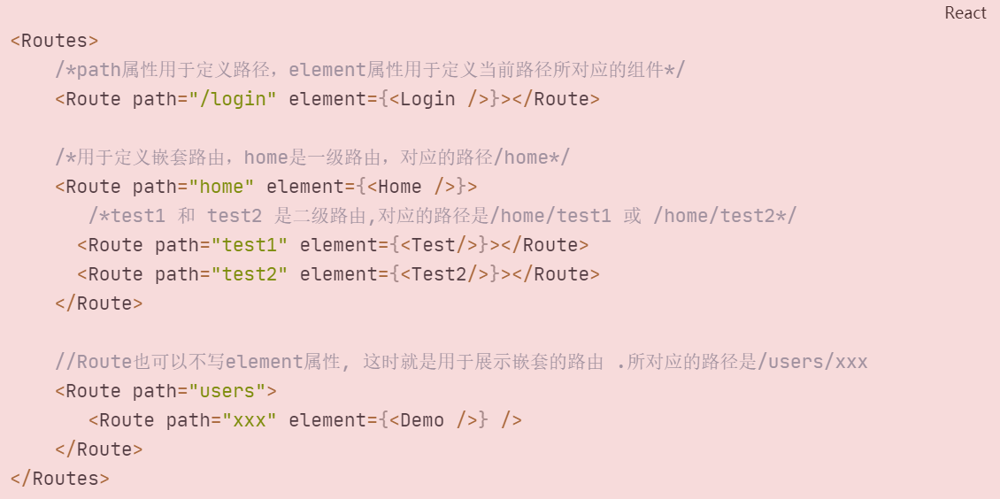 React
<Routes>
/*path属性用于定义路径，element属性用于定义当前路径所对应的组件*/
<Route path="/login" element={<Login />}></Route>
/*用于定义嵌套路由，home是一级路由，对应的路径/home*/
<Route path="home" element={<Home />}>
/*test1 和 test2 是二级路由,对应的路径是/home/test1 或 /home/test2*/
<Route path="test1" element={<Test/>}></Route>
<Route path="test2" element={<Test2/>}></Route>
</Route>
//Route也可以不写element属性, 这时就是用于展示嵌套的路由 .所对应的路径是/users/xxx
<Route path="users">
<Route path="xxx" element={<Demo />} />
</Route>
</Routes>